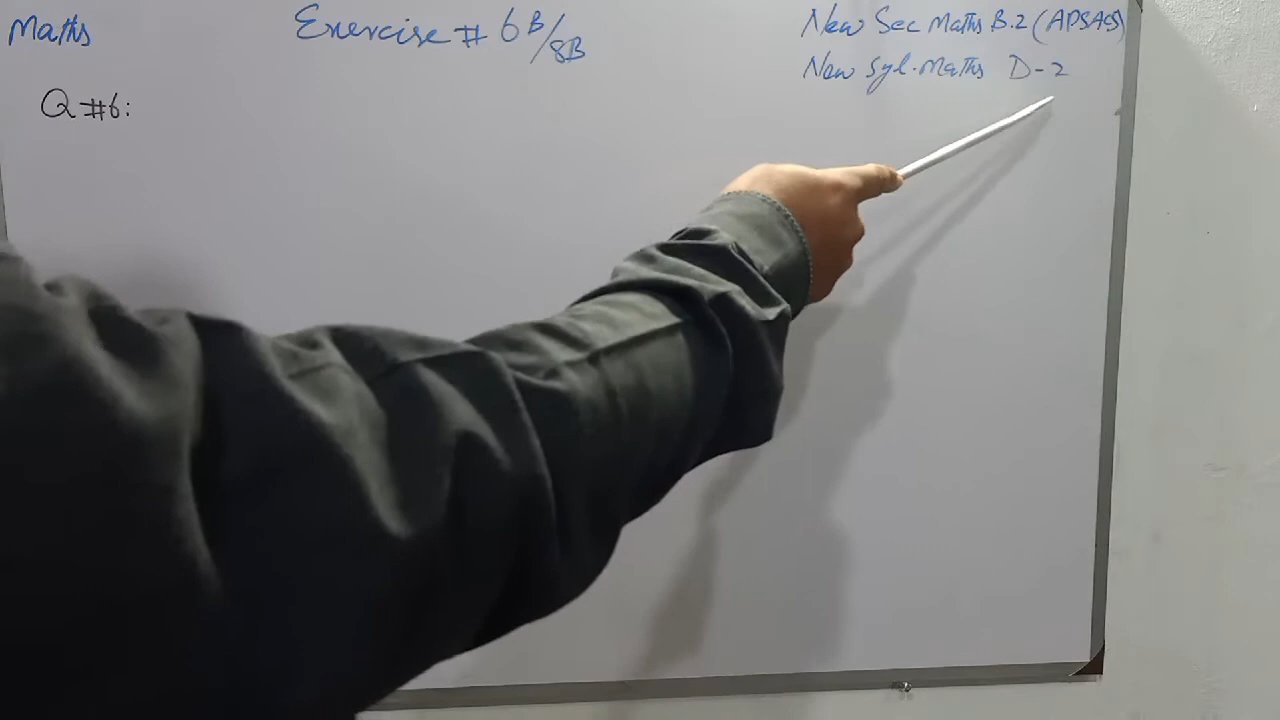 Maths
Exercise # 6B/8B
New Sec Maths B.2 (APSACS)
New Syl. Maths D-2
Q #6: